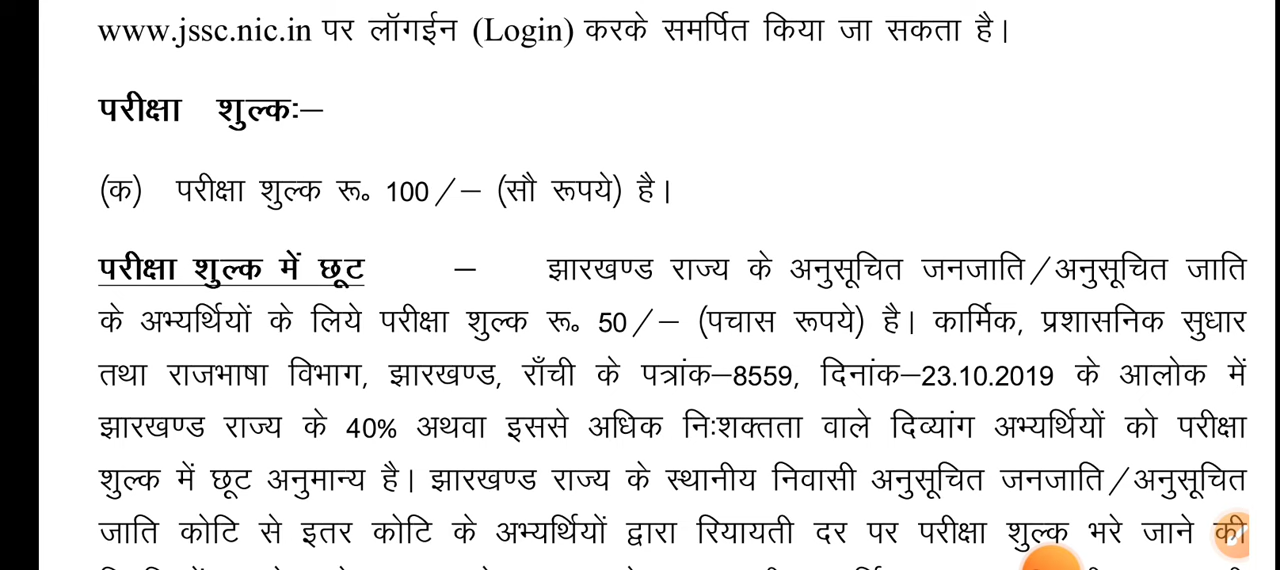 www.jssc.nic.in पर लॉगईन (Login) करके समर्पित किया जा सकता है।
परीक्षा शुल्कः–
(क) परीक्षा शुल्क रू० 100/– (सौ रूपये) है।
परीक्षा शुल्क में छूट – झारखण्ड राज्य के अनुसूचित जनजाति/अनुसूचित जाति
के अभ्यर्थियों के लिये परीक्षा शुल्क रू० 50/– (पचास रूपये) है। कार्मिक, प्रशासनिक सुधार
तथा राजभाषा विभाग, झारखण्ड, राँची के पत्रांक–8559, दिनांक–23.10.2019 के आलोक में
झारखण्ड राज्य के 40% अथवा इससे अधिक निःशक्तता वाले दिव्यांग अभ्यर्थियों को परीक्षा
शुल्क में छूट अनुमान्य है। झारखण्ड राज्य के स्थानीय निवासी अनुसूचित जनजाति/अनुसूचित
जाति कोटि से इतर कोटि के अभ्यर्थियों द्वारा रियायती दर पर परीक्षा शुल्क भरे जाने की